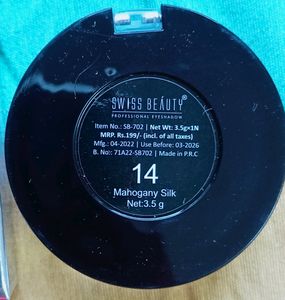 SWISS BEAUTY
PROFESSIONAL EYESHADOW
Item No.: SB-702 | Net Wt: 3.5g×1N
MRP. Rs.199/- (incl. of all taxes)
Mfg.: 04-2022 | Use Before: 03-2026
B. No: 71A22-SB702 | Made in P.R.C
14
Mahogany Silk
Net:3.5 g